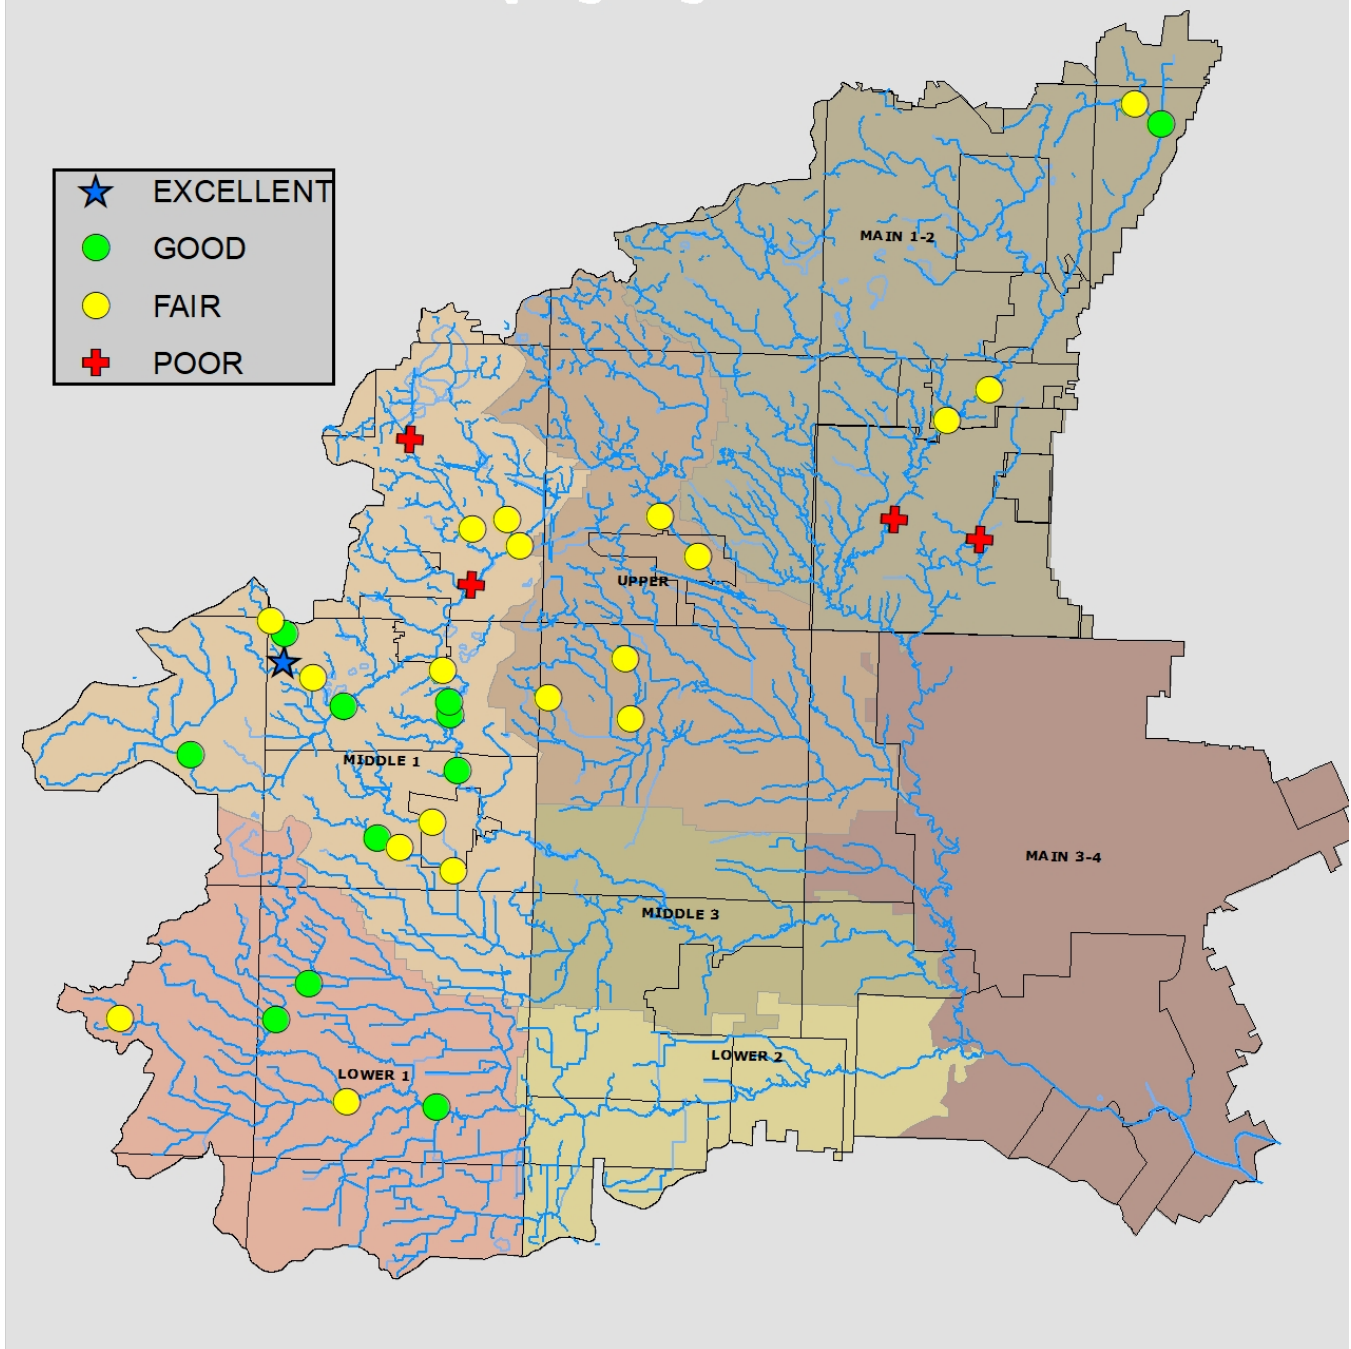 EXCELLENT
GOOD
FAIR
POOR
MAIN 1-2
UPPER
MIDDLE 1
MAIN 3-4
MIDDLE 3
LOWER 2
LOWER 1